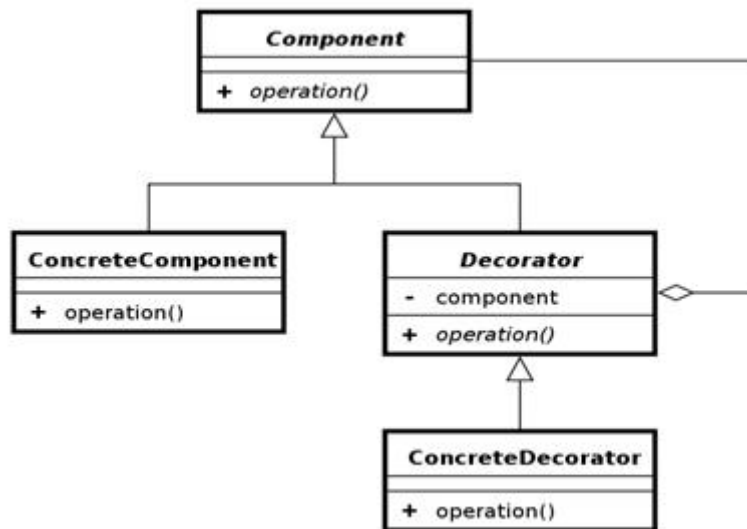 Component
+ operation()
ConcreteComponent
+ operation()
Decorator
- component
+ operation()
ConcreteDecorator
+ operation()